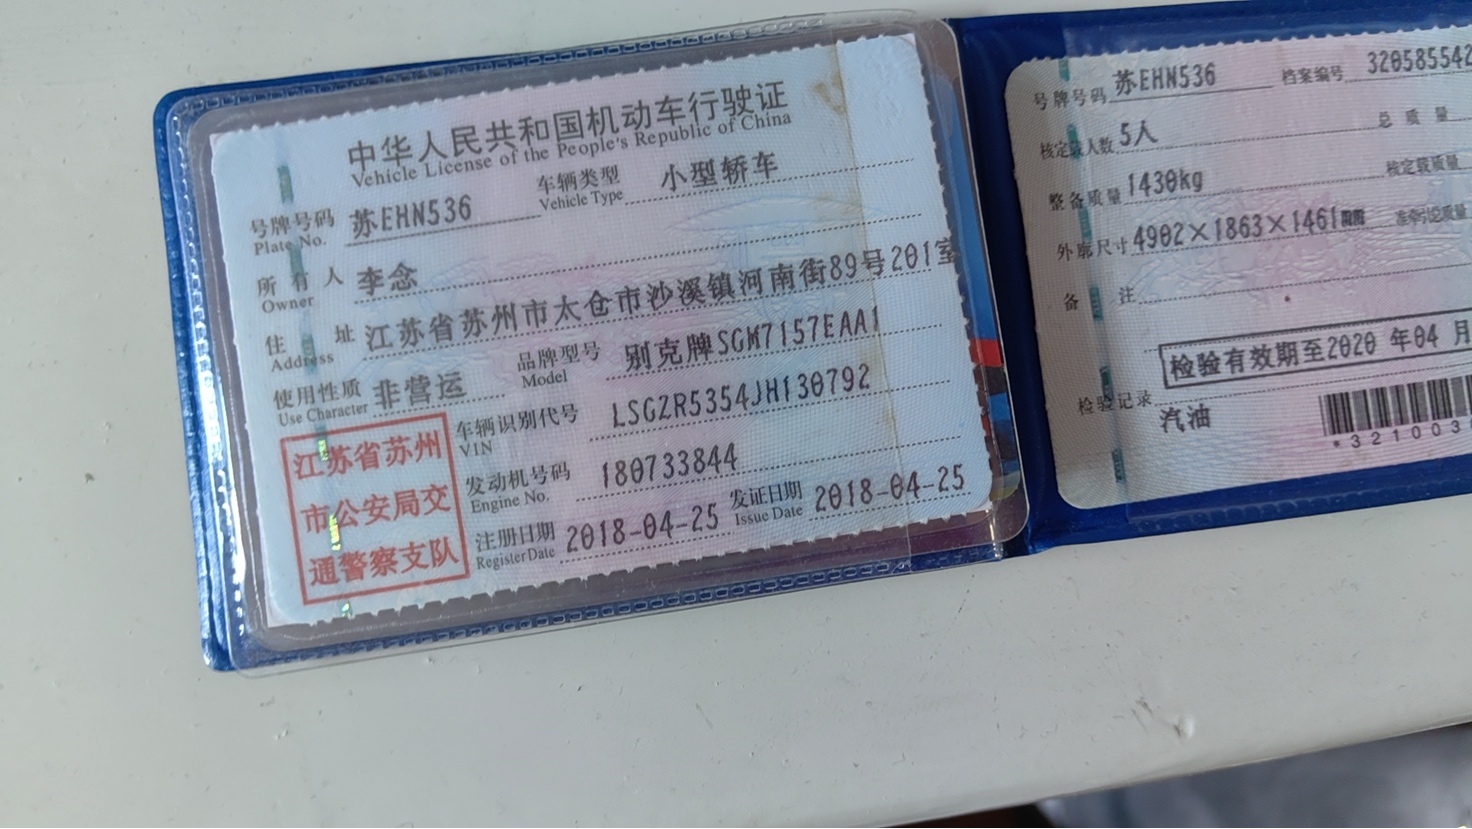 中华人民共和国机动车行驶证
Vehicle License of the People's Republic of China
号牌号码 苏EHN536 车辆类型 小型轿车
Plate No. Vehicle Type
所有人 李念
Owner
住址 江苏省苏州市太仓市沙溪镇河南街89号201室
Address
使用性质 非营运 品牌型号 别克牌SGM7157EAA1
Use Character Model
车辆识别代号 LSGZR5354JH130792
VIN
发动机号码 180733844
Engine No.
注册日期 2018-04-25 发证日期 2018-04-25
Register Date Issue Date
江苏省苏州
市公安局交
通警察支队
号牌号码 苏EHN536 档案编号 320585542
核定载人数 5人 总质量
整备质量 1430kg 核定载质量
外廓尺寸 4902×1863×1461mm 准牵引总质量
备注
检验有效期至2020年04月
检验记录
汽油
*321003